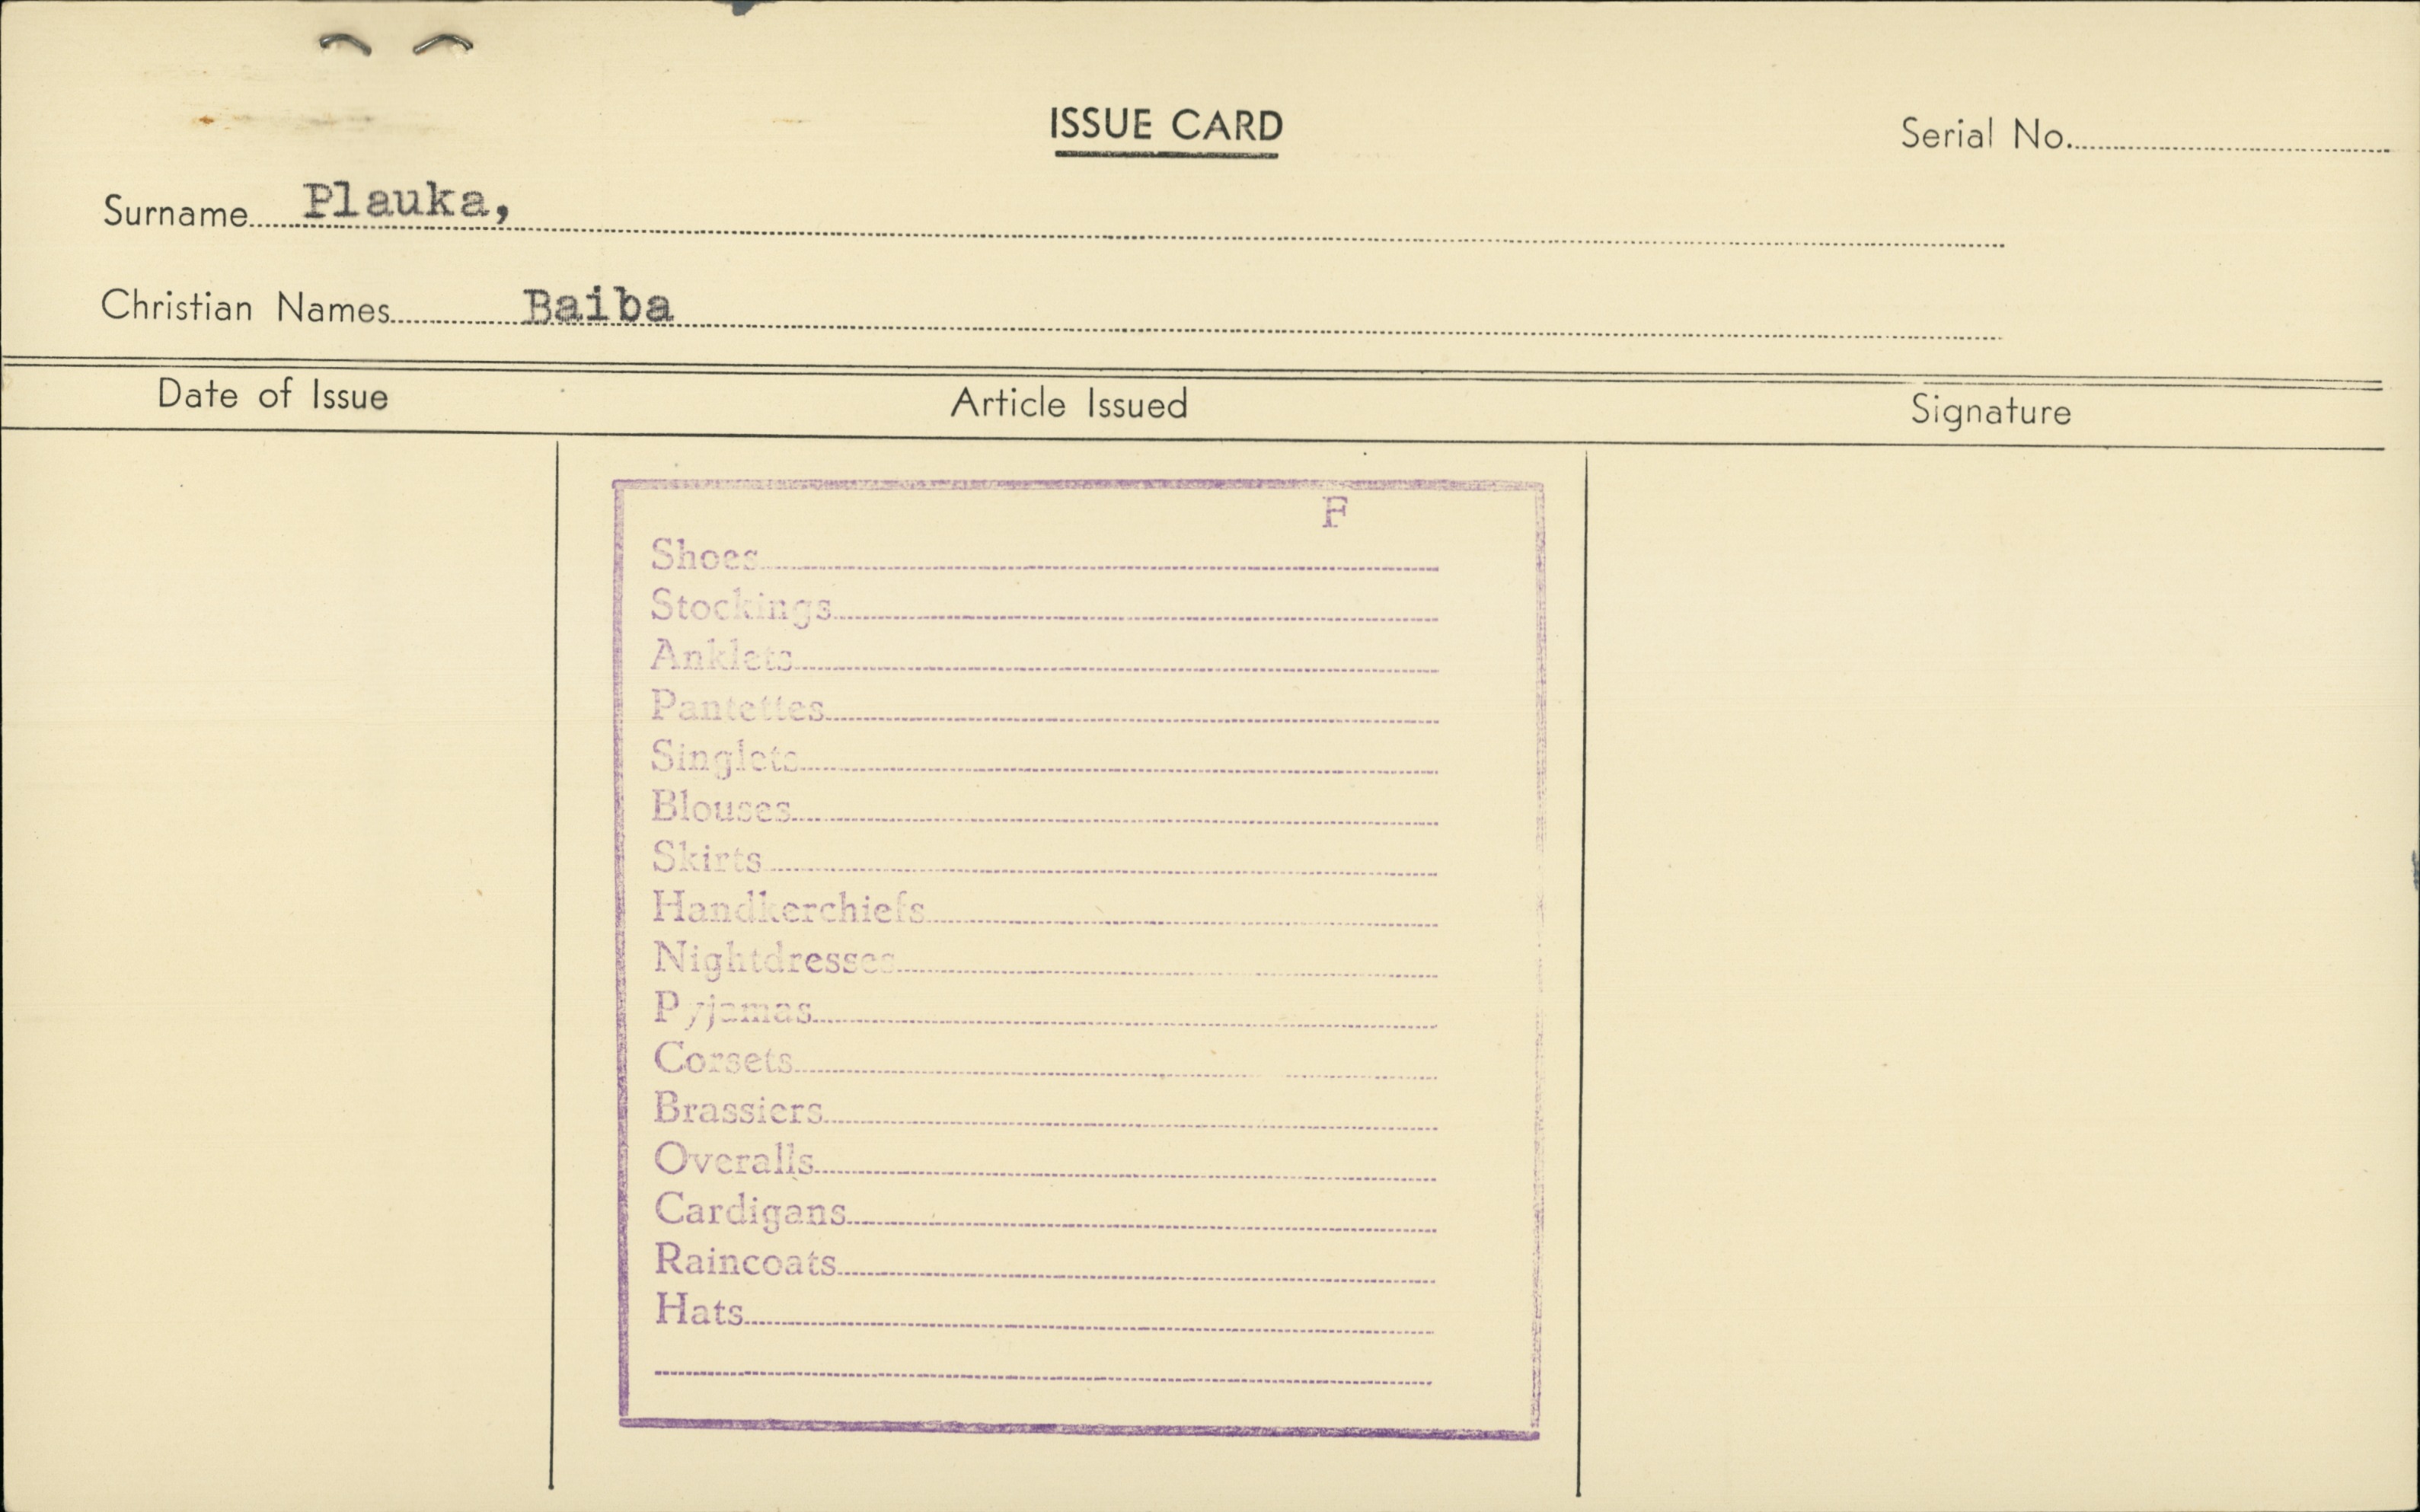 ISSUE CARD
Serial No.
Surname Plauka,
Christian Names Baiba
Date of Issue Article Issued Signature
F
Shoes
Stockings
Anklets
Pantettes
Singlets
Blouses
Skirts
Handkerchiefs
Nightdresses
Pyjamas
Corsets
Brassiers
Overalls
Cardigans
Raincoats
Hats